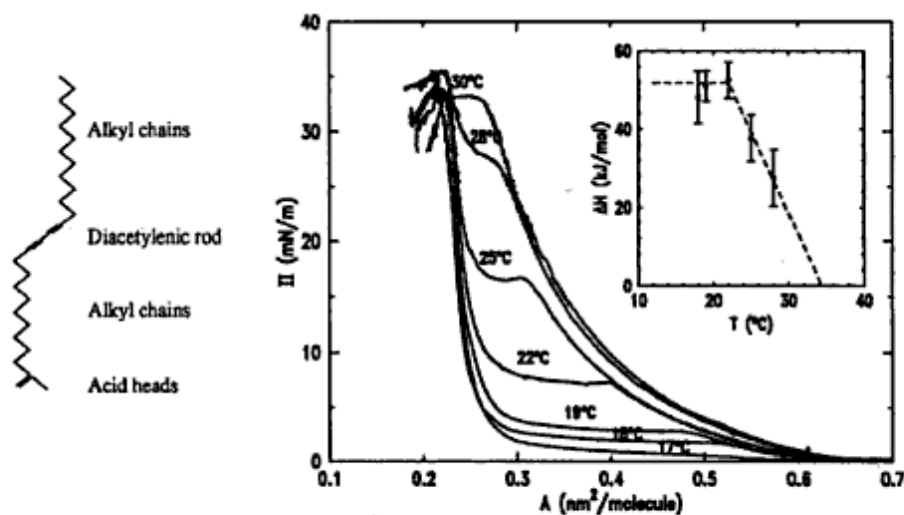 Alkyl chains
Diacetylenic rod
Alkyl chains
Acid heads
40
30
20
10
0
Π (mN/m)
0.1 0.2 0.3 0.4 0.5 0.6 0.7
A (nm²/molecule)
30°C
28°C
25°C
22°C
19°C
18°C
17°C
60
40
20
0
ΔH (kJ/mol)
10 20 30 40
T (°C)